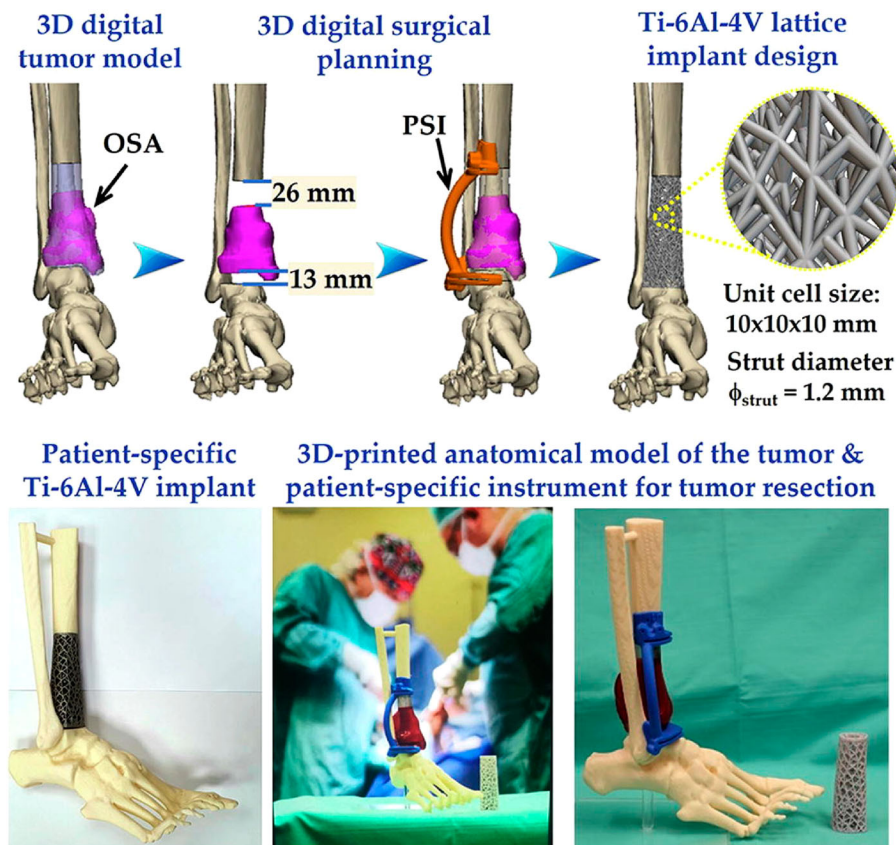 3D digital
tumor model
3D digital surgical
planning
Ti-6Al-4V lattice
implant design
OSA
26 mm
13 mm
PSI
Unit cell size:
10x10x10 mm
Strut diameter
ϕstrut = 1.2 mm
Patient-specific
Ti-6Al-4V implant
3D-printed anatomical model of the tumor &
patient-specific instrument for tumor resection